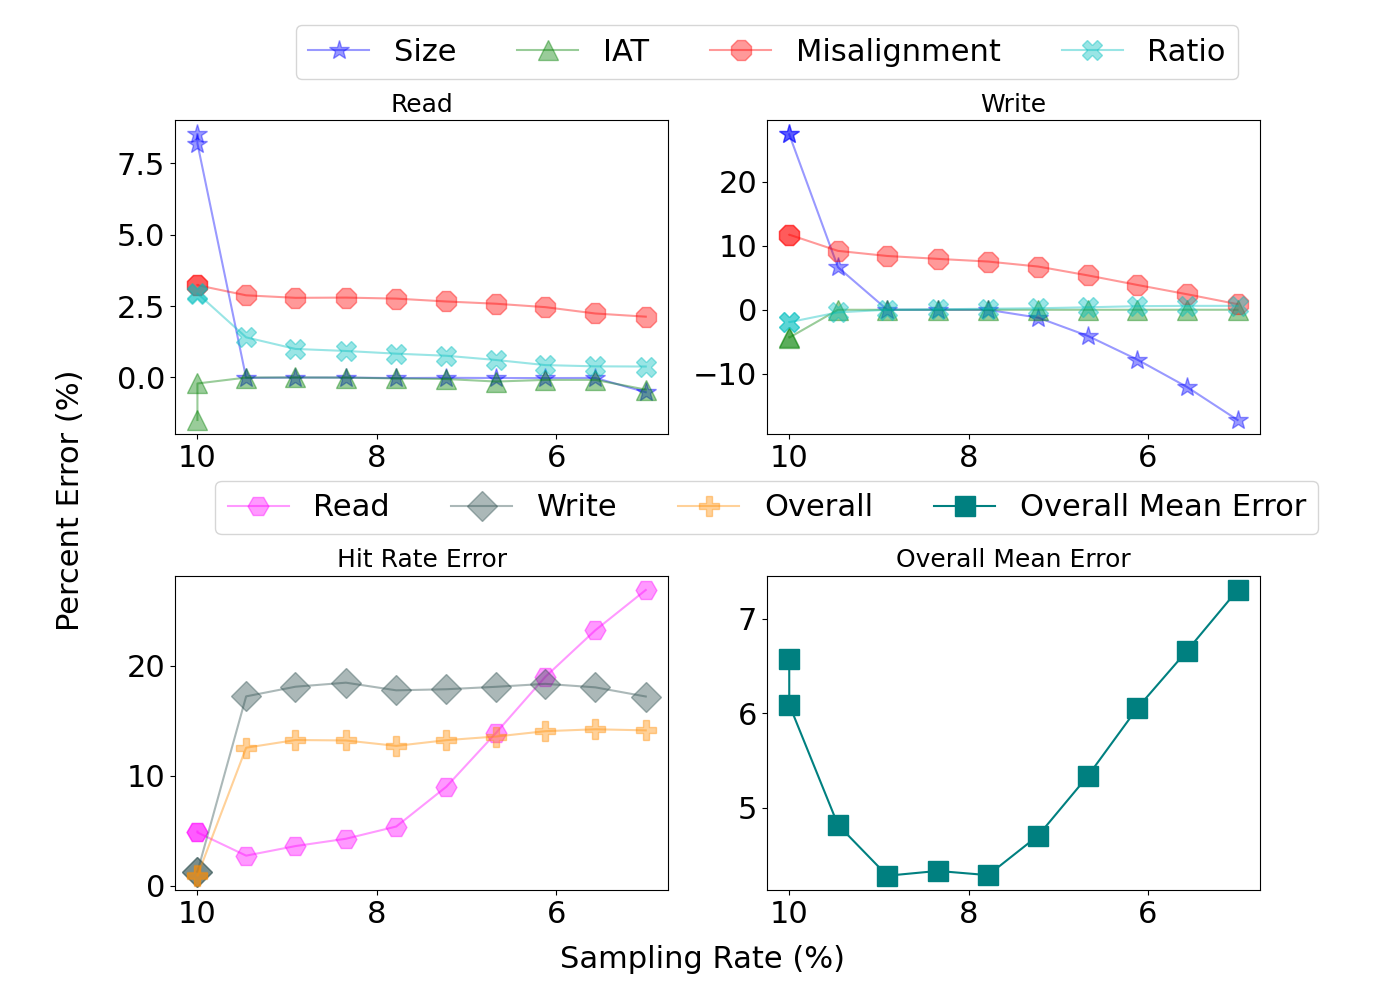 Size IAT Misalignment Ratio
Read
Write
7.5
5.0
2.5
0.0
10 8 6
20
10
0
−10
10 8 6
Percent Error (%)
Read Write Overall Overall Mean Error
Hit Rate Error
Overall Mean Error
20
10
0
10 8 6
7
6
5
10 8 6
Sampling Rate (%)